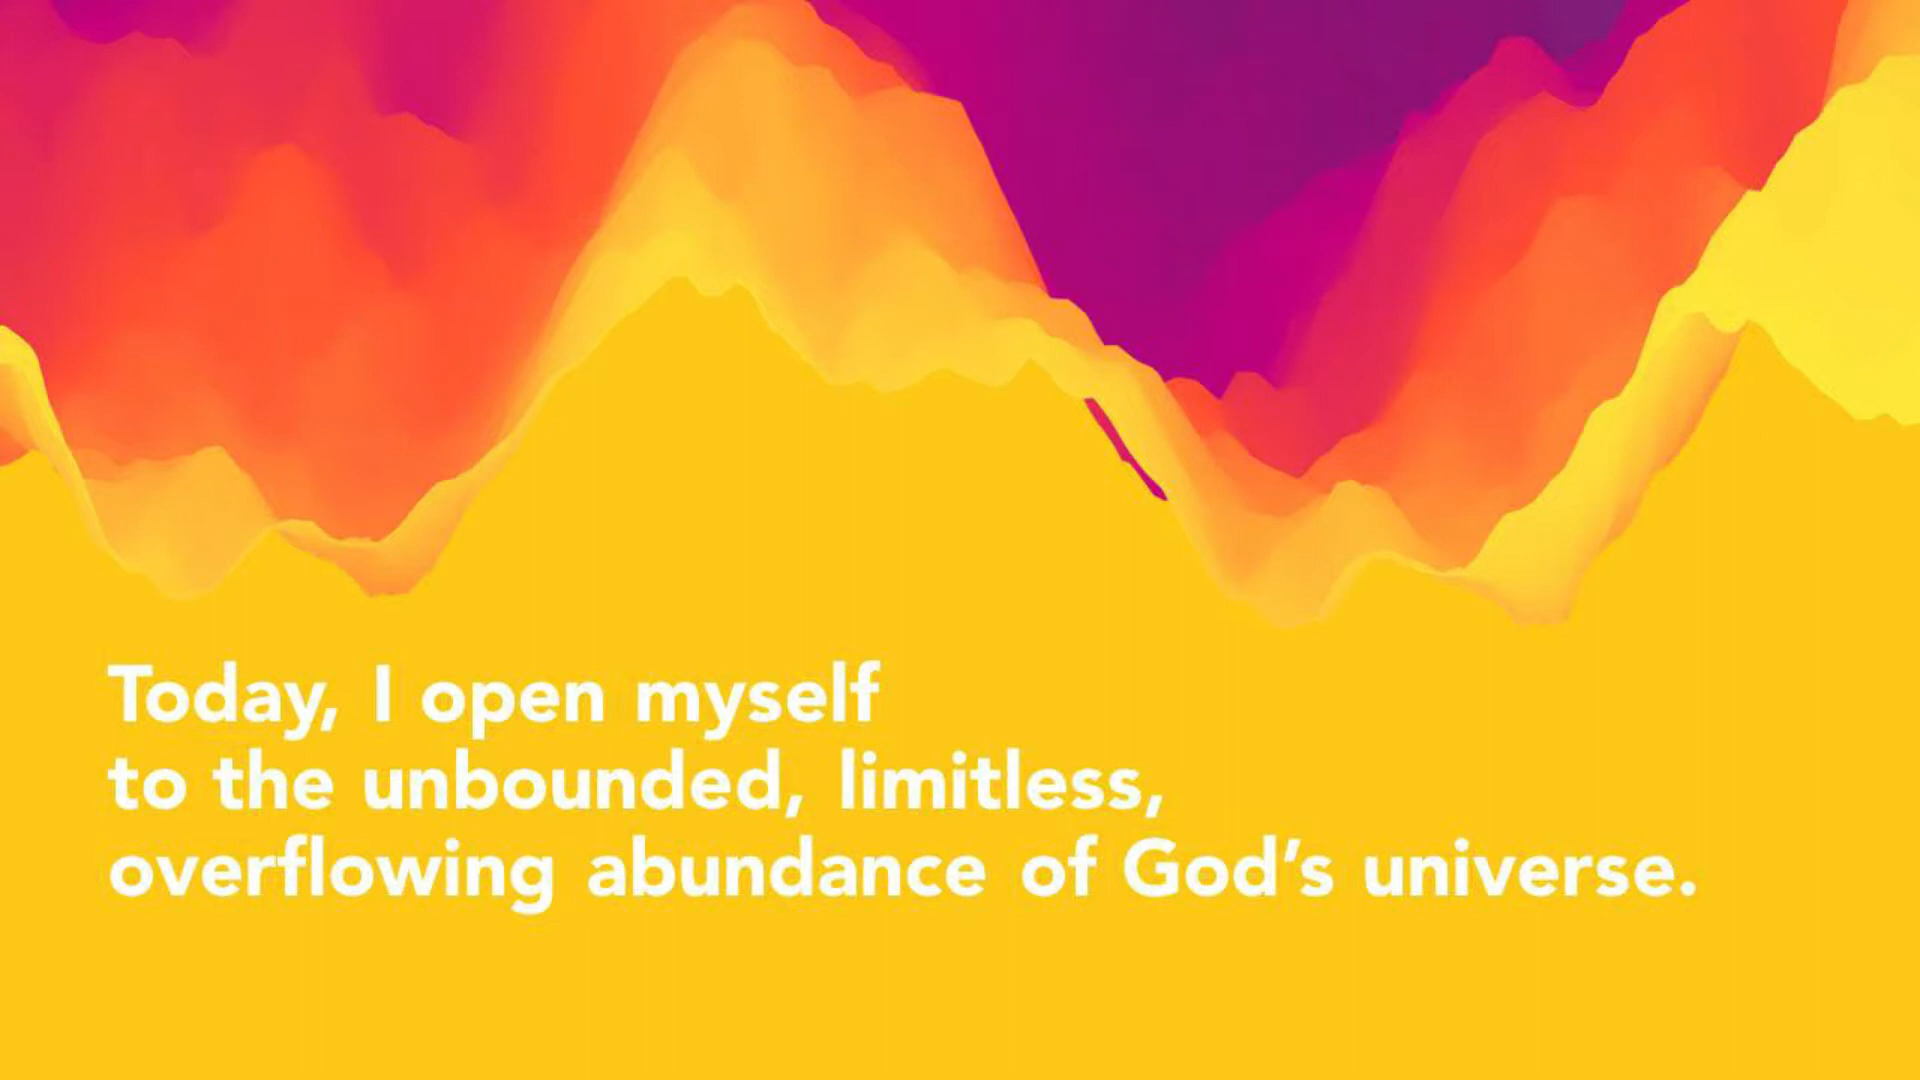 Today, I open myself
to the unbounded, limitless,
overflowing abundance of God’s universe.